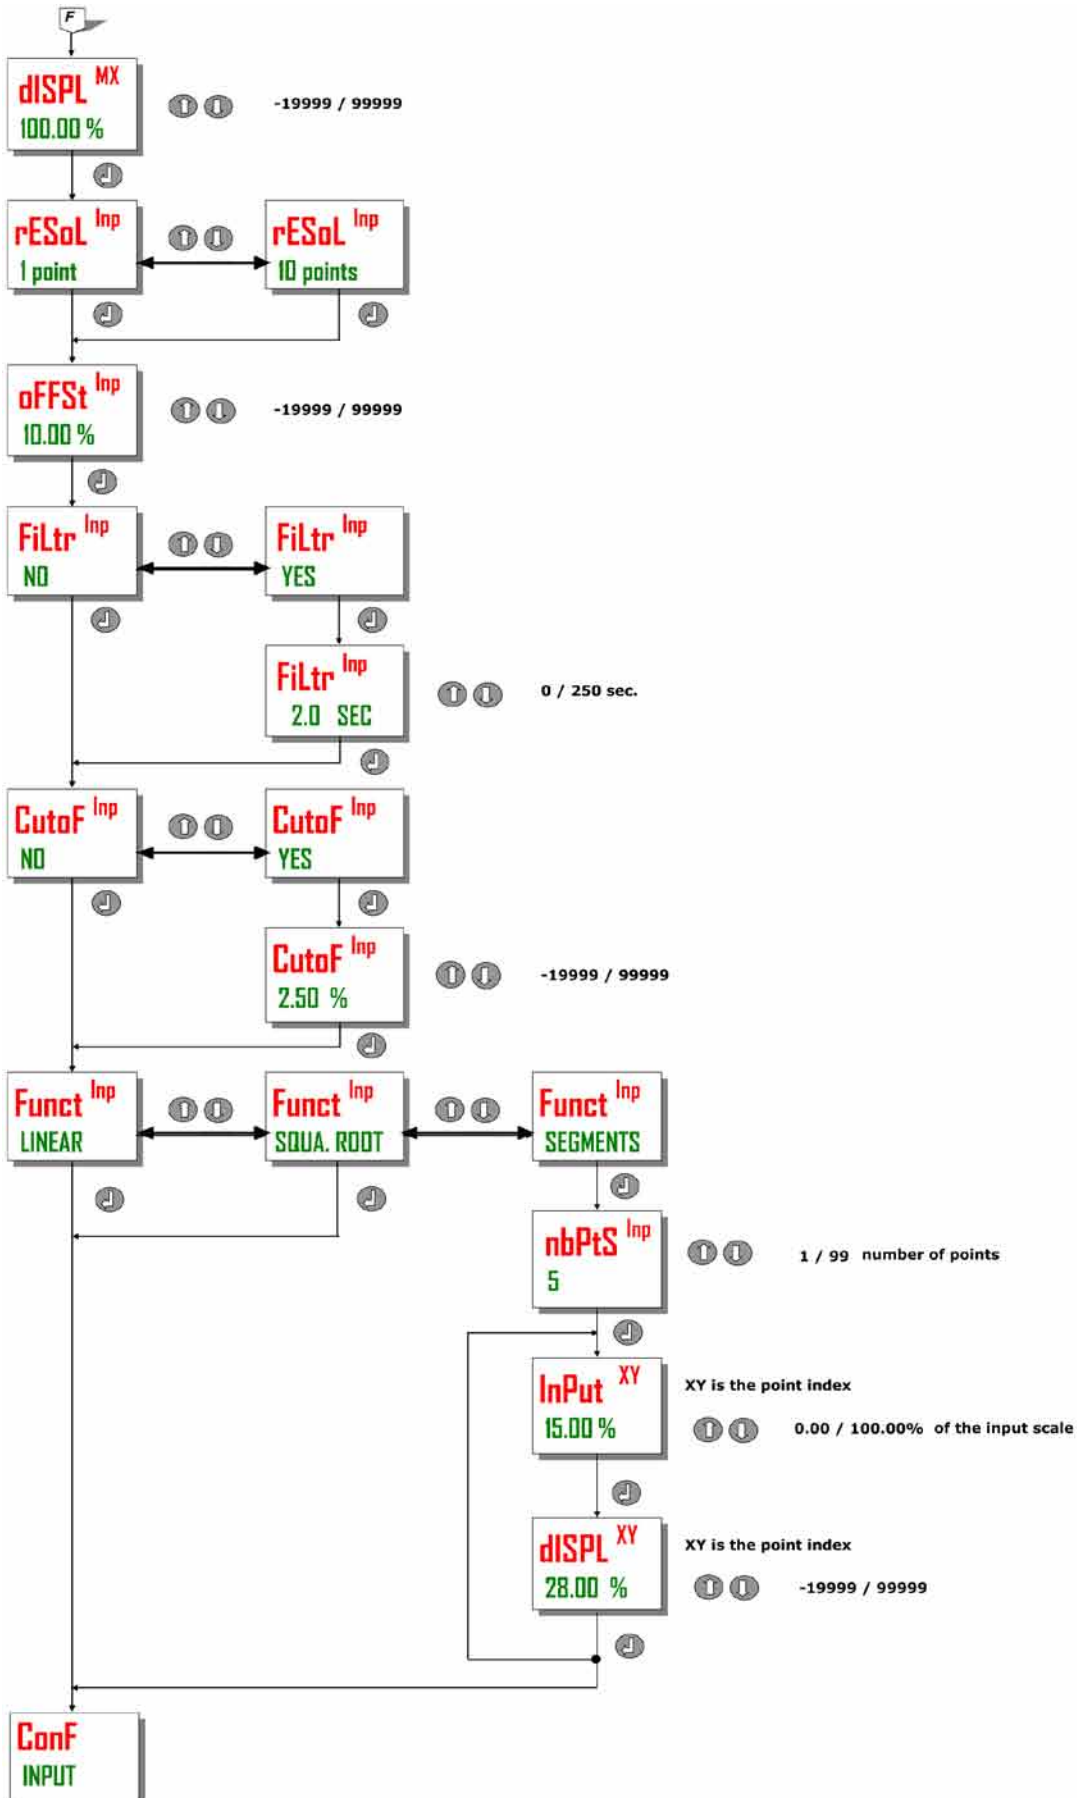 F
dISPL MX
100.00 %
-19999 / 99999
rESoL Inp
1 point
rESoL Inp
10 points
oFFSt Inp
10.00 %
-19999 / 99999
FiLtr Inp
NO
FiLtr Inp
YES
FiLtr Inp
2.0 SEC
0 / 250 sec.
CutoF Inp
NO
CutoF Inp
YES
CutoF Inp
2.50 %
-19999 / 99999
Funct Inp
LINEAR
Funct Inp
SQUA. ROOT
Funct Inp
SEGMENTS
nbPtS Inp
5
1 / 99 number of points
InPut XY
15.00 %
XY is the point index
0.00 / 100.00% of the input scale
dISPL XY
28.00 %
XY is the point index
-19999 / 99999
ConF
INPUT